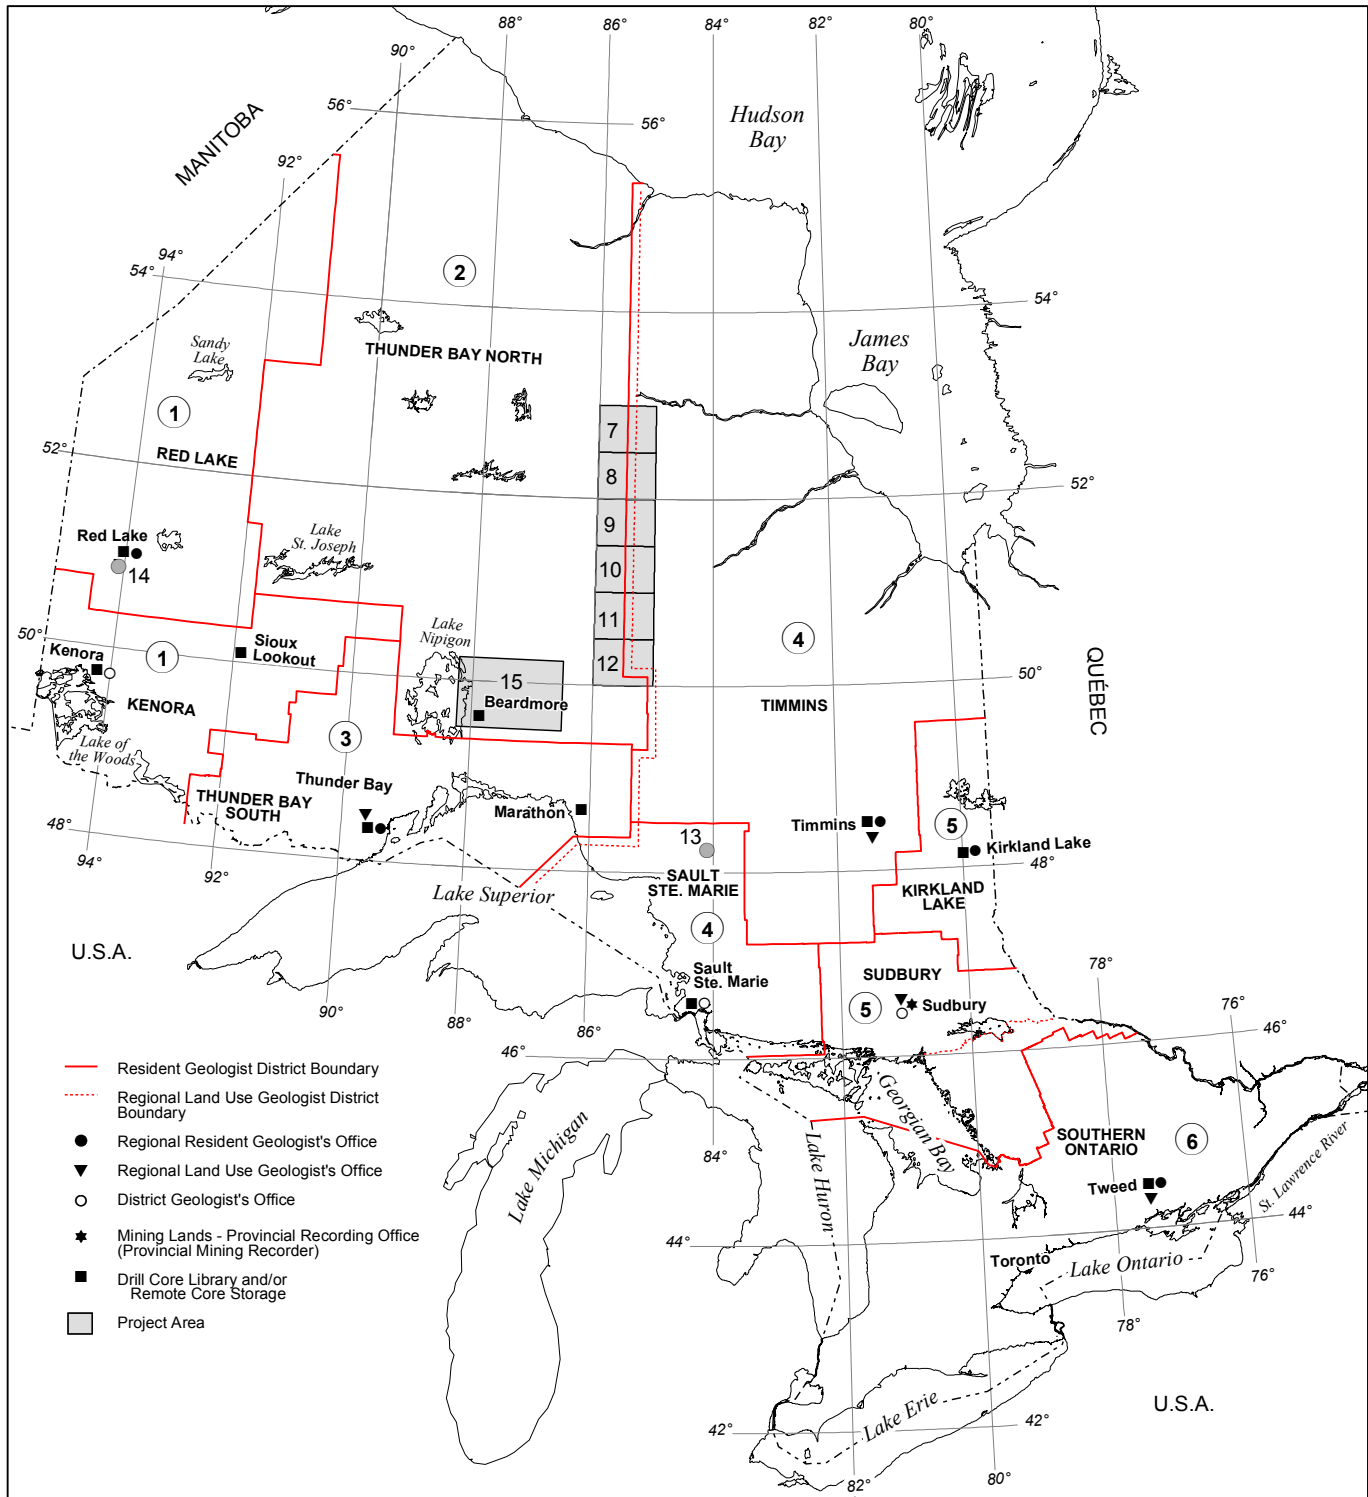 88°
86°
84°
82°
80°
90°
56°
56°
Hudson
Bay
MANITOBA
92°
94°
54°
2
54°
Sandy
Lake
THUNDER BAY NORTH
James
Bay
1
7
52°
RED LAKE
8
52°
Red Lake
Lake
St. Joseph
9
14
10
11
50°
Kenora
1
Sioux
Lookout
Lake
Nipigon
4
12
50°
15
Beardmore
KENORA
TIMMINS
QUÉBEC
3
Lake of
the Woods
Thunder Bay
THUNDER BAY
SOUTH
Marathon
Timmins
5
13
Kirkland Lake
48°
48°
94°
92°
SAULT
STE. MARIE
KIRKLAND
LAKE
Lake Superior
4
U.S.A.
Sault
Ste. Marie
SUDBURY
78°
5
Sudbury
90°
88°
86°
76°
46°
46°
Resident Geologist District Boundary
Regional Land Use Geologist District
Boundary
Regional Resident Geologist's Office
Regional Land Use Geologist's Office
District Geologist's Office
Mining Lands - Provincial Recording Office
(Provincial Mining Recorder)
Drill Core Library and/or
Remote Core Storage
Project Area
Lake Michigan
84°
Lake Huron
Georgian Bay
SOUTHERN
ONTARIO
6
Tweed
St. Lawrence River
44°
44°
Toronto
Lake Ontario
76°
78°
Lake Erie
42°
42°
U.S.A.
82°
80°